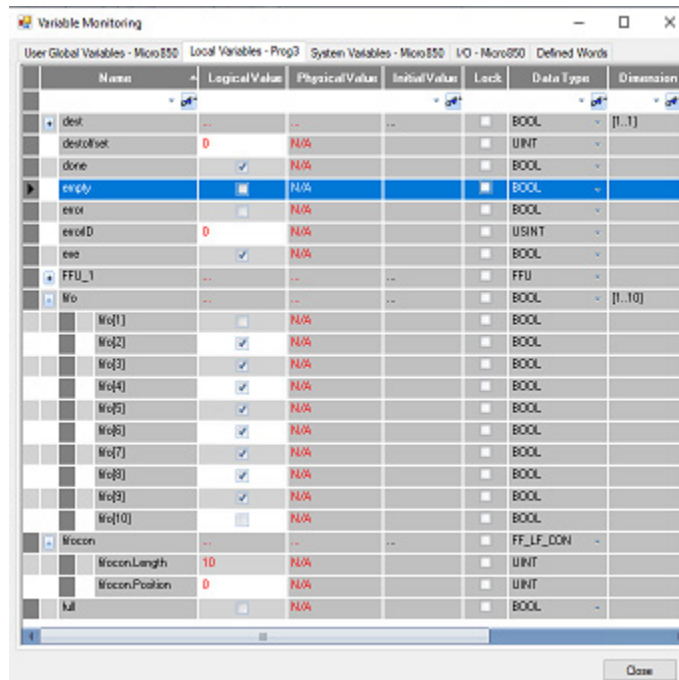 Variable Monitoring
User Global Variables - Micro850 Local Variables - Prog3 System Variables - Micro850 I/O - Micro850 Defined Words
Name Logical Value Physical Value Initial Value Lock Data Type Dimension
dest ... ... ... BOOL [1..1]
destoffset 0 N/A UINT
done N/A BOOL
empty N/A BOOL
error N/A BOOL
errorID 0 N/A USINT
exe N/A BOOL
FFU_1 ... ... ... FFU
fifo ... ... ... BOOL [1..10]
fifo[1] N/A BOOL
fifo[2] N/A BOOL
fifo[3] N/A BOOL
fifo[4] N/A BOOL
fifo[5] N/A BOOL
fifo[6] N/A BOOL
fifo[7] N/A BOOL
fifo[8] N/A BOOL
fifo[9] N/A BOOL
fifo[10] N/A BOOL
fifocon ... ... ... FF_LF_CON
fifocon.Length 10 N/A UINT
fifocon.Position 0 N/A UINT
full N/A BOOL
Close